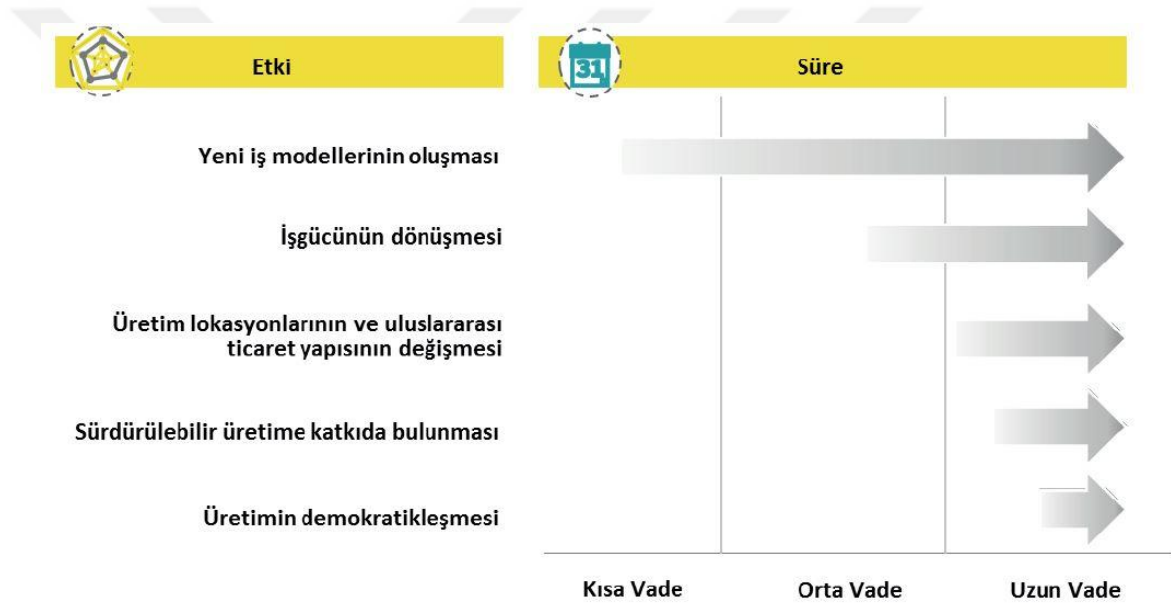 Etki
31
Süre
Yeni iş modellerinin oluşması
İşgücünün dönüşmesi
Üretim lokasyonlarının ve uluslararası
ticaret yapısının değişmesi
Sürdürülebilir üretime katkıda bulunması
Üretimin demokratikleşmesi
Kısa Vade
Orta Vade
Uzun Vade